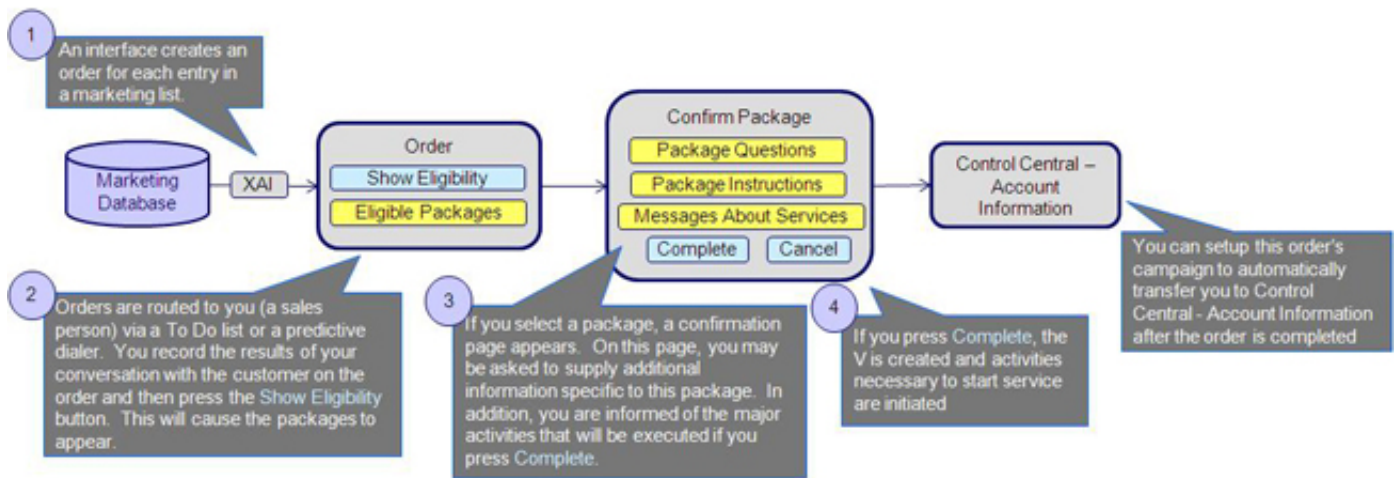 1
An interface creates an
order for each entry in
a marketing list.
Marketing
Database
XAI
Order
Show Eligibility
Eligible Packages
Confirm Package
Package Questions
Package Instructions
Messages About Services
Complete
Cancel
Control Central –
Account
Information
2
Orders are routed to you (a sales
person) via a To Do list or a predictive
dialer. You record the results of your
conversation with the customer on the
order and then press the Show Eligibility
button. This will cause the packages to
appear.
3
If you select a package, a confirmation
page appears. On this page, you may
be asked to supply additional
information specific to this package. In
addition, you are informed of the major
activities that will be executed if you
press Complete.
4
If you press Complete, the
V is created and activities
necessary to start service
are initiated
You can setup this order's
campaign to automatically
transfer you to Control
Central - Account Information
after the order is completed